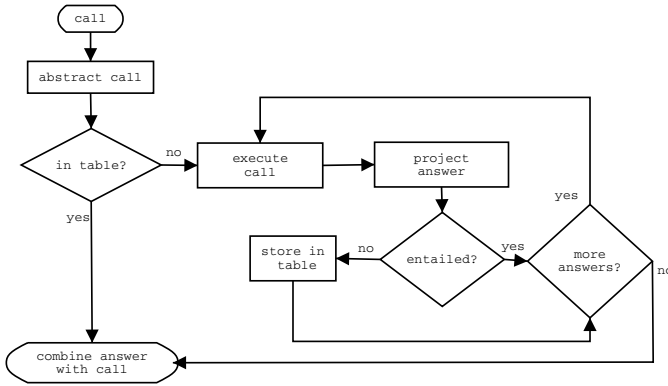 call
abstract call
in table?
no
execute
call
project
answer
yes
yes
store in
table
no
entailed?
yes
more
answers?
no
combine answer
with call